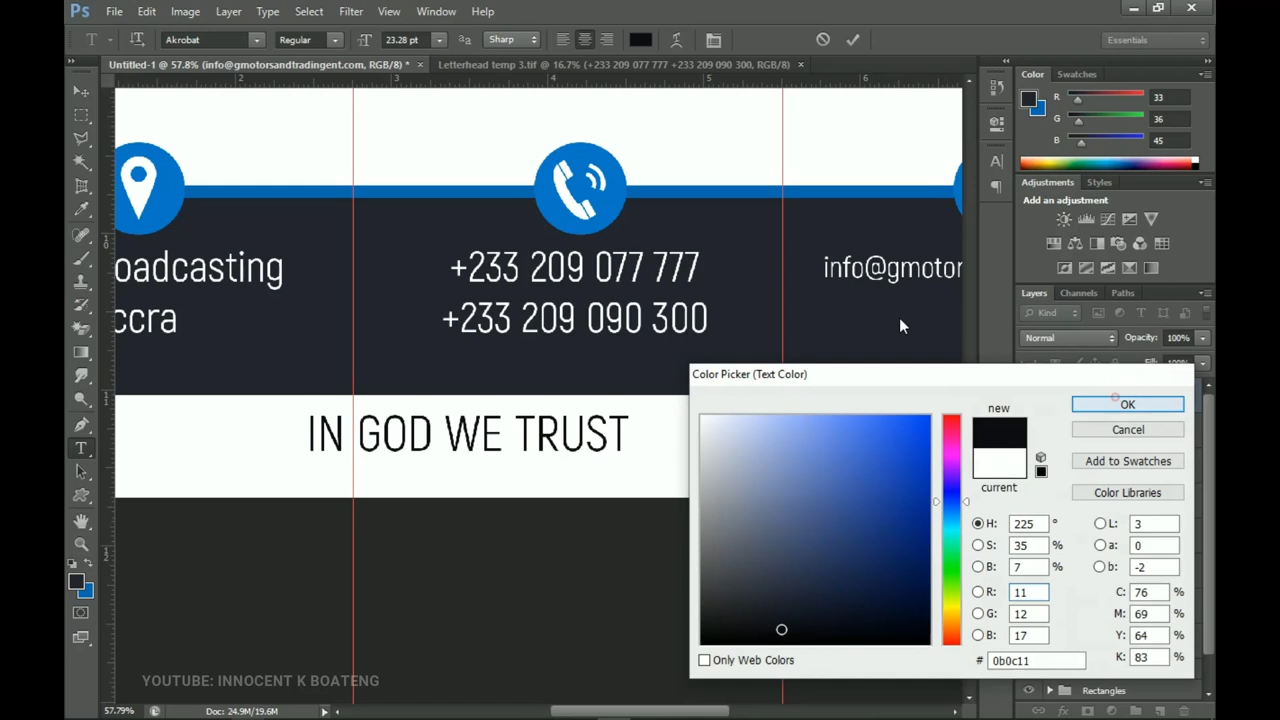 File Edit Image Layer Type Select Filter View Window Help
Akrobat Regular 23.28 pt Sharp Essentials
Untitled-1 @ 57.8% (info@gmotorsandtradingent.com, RGB/8) * × Letterhead temp 3.tif @ 16.7% (+233 209 077 777 +233 209 090 300, RGB/8) ×
2 3 4 5 6
Color Swatches
R 33
G 36
B 45
Adjustments Styles
Add an adjustment
Layers Channels Paths
Kind
Normal Opacity: 100%
oadcasting
ccra
+233 209 077 777
+233 209 090 300
info@gmotor
IN GOD WE TRUST
Color Picker (Text Color)
new
current
OK
Cancel
Add to Swatches
Color Libraries
H: 225 °
S: 35 %
B: 7 %
R: 11
G: 12
B: 17
# 0b0c11
L: 3
a: 0
b: -2
C: 76 %
M: 69 %
Y: 64 %
K: 83 %
Only Web Colors
Rectangles
YOUTUBE: INNOCENT K BOATENG
57.79% Doc: 24.9M/19.6M